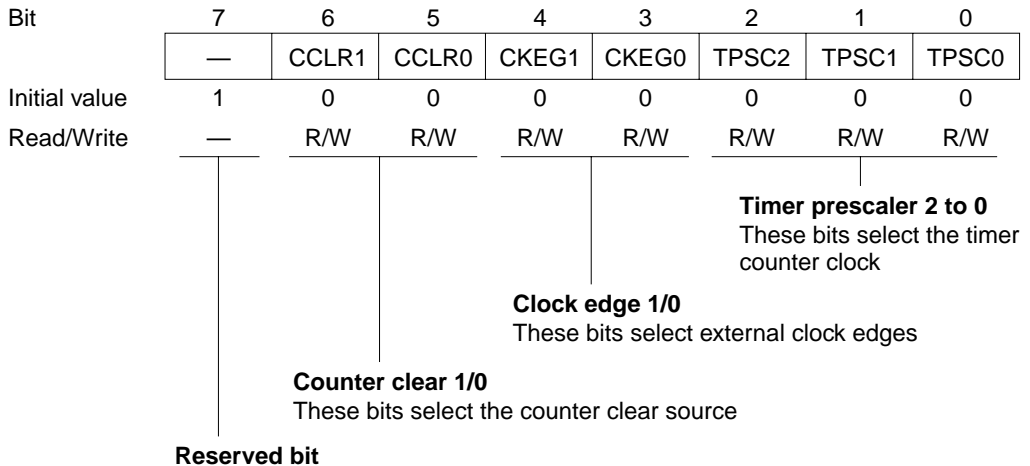 Bit 7 6 5 4 3 2 1 0
— CCLR1 CCLR0 CKEG1 CKEG0 TPSC2 TPSC1 TPSC0
Initial value 1 0 0 0 0 0 0 0
Read/Write — R/W R/W R/W R/W R/W R/W R/W
Timer prescaler 2 to 0
These bits select the timer
counter clock
Clock edge 1/0
These bits select external clock edges
Counter clear 1/0
These bits select the counter clear source
Reserved bit